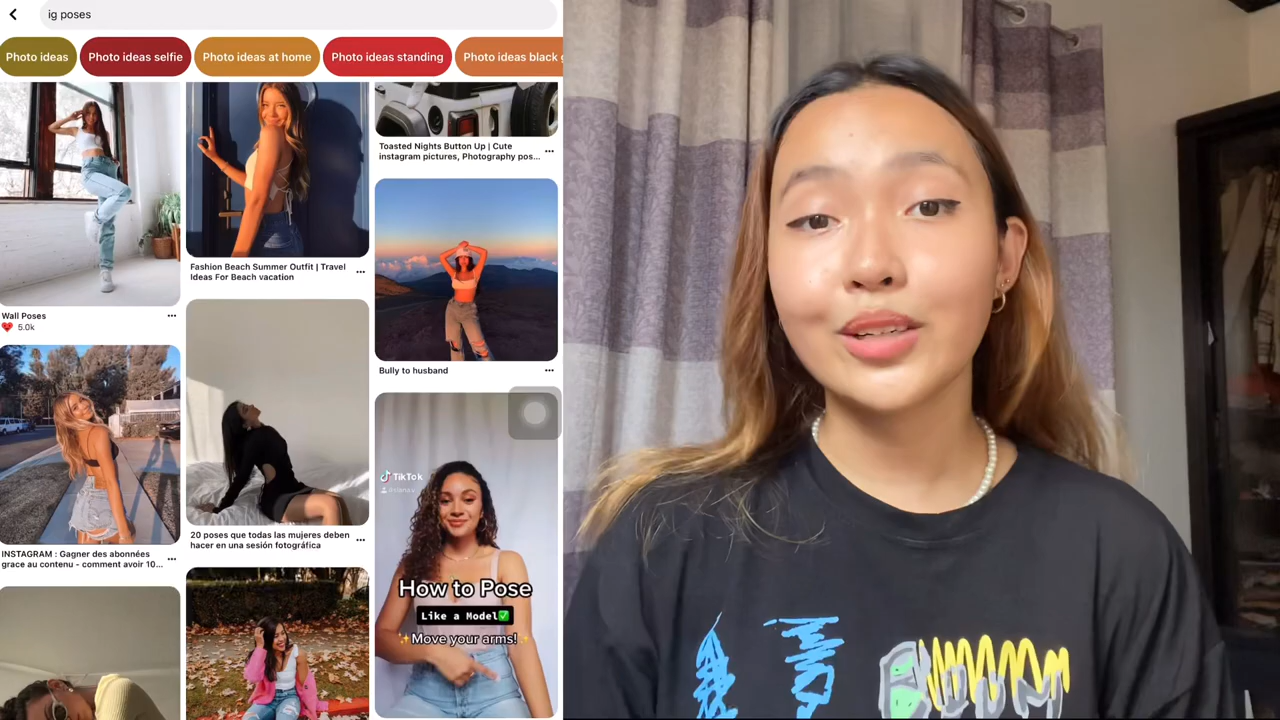 ig poses
Photo ideas
Photo ideas selfie
Photo ideas at home
Photo ideas standing
Photo ideas black
Wall Poses
5.0k
INSTAGRAM : Gagner des abonnées
grace au contenu - comment avoir 10...
Fashion Beach Summer Outfit | Travel
Ideas For Beach vacation
20 poses que todas las mujeres deben
hacer en una sesión fotográfica
Toasted Nights Button Up | Cute
instagram pictures, Photography pos...
Bully to husband
TikTok
How to Pose
Like a Model✅
✨Move your arms!✨